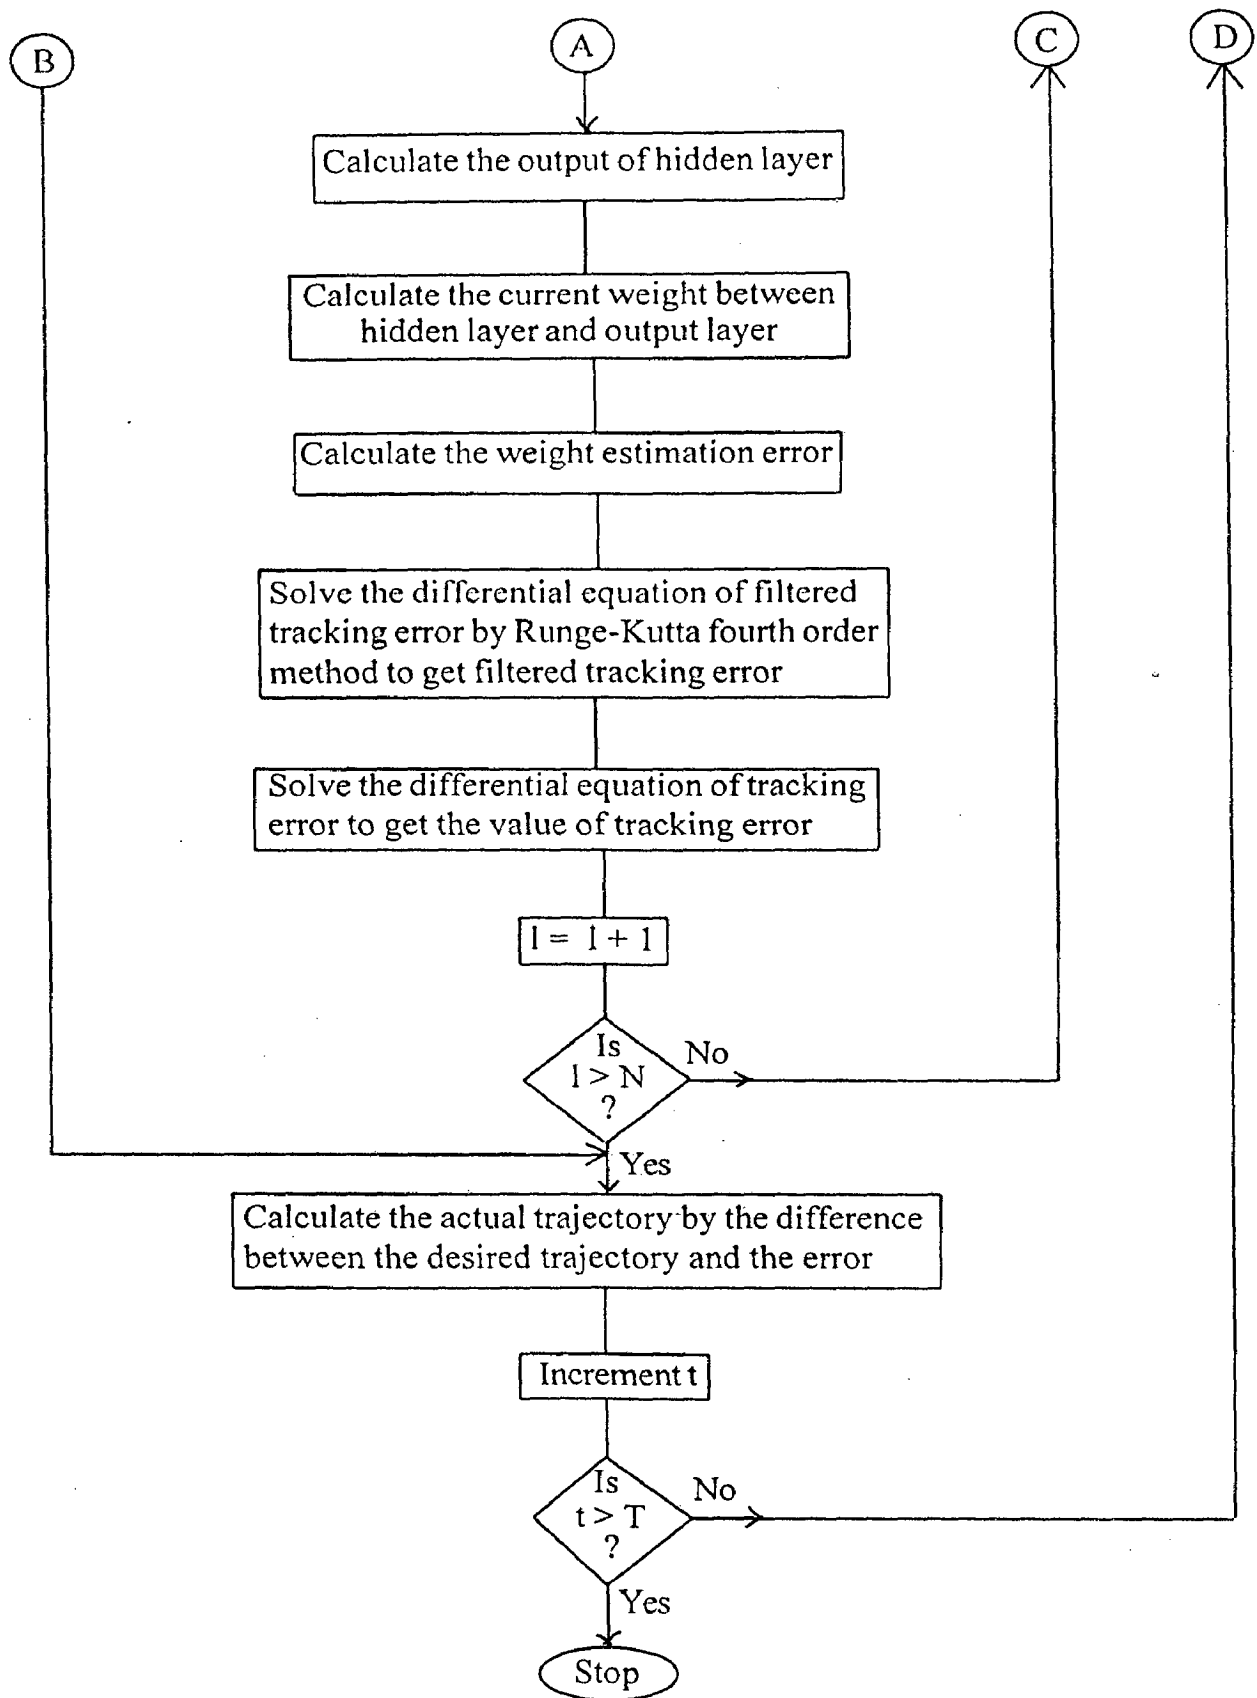 B
A
C
D
Calculate the output of hidden layer
Calculate the current weight between
hidden layer and output layer
Calculate the weight estimation error
Solve the differential equation of filtered
tracking error by Runge-Kutta fourth order
method to get filtered tracking error
Solve the differential equation of tracking
error to get the value of tracking error
l = l + 1
Is
l > N
?
No
Yes
Calculate the actual trajectory by the difference
between the desired trajectory and the error
Increment t
Is
t > T
?
No
Yes
Stop